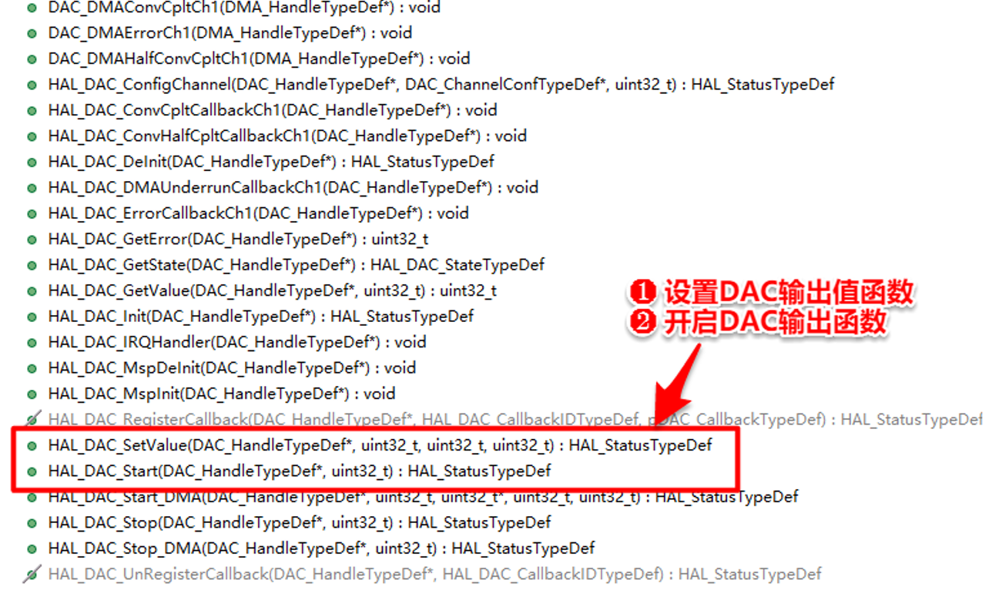 DAC_DMAConvCpltCh1(DMA_HandleTypeDef*) : void
DAC_DMAErrorCh1(DMA_HandleTypeDef*) : void
DAC_DMAHalfConvCpltCh1(DMA_HandleTypeDef*) : void
HAL_DAC_ConfigChannel(DAC_HandleTypeDef*, DAC_ChannelConfTypeDef*, uint32_t) : HAL_StatusTypeDef
HAL_DAC_ConvCpltCallbackCh1(DAC_HandleTypeDef*) : void
HAL_DAC_ConvHalfCpltCallbackCh1(DAC_HandleTypeDef*) : void
HAL_DAC_DeInit(DAC_HandleTypeDef*) : HAL_StatusTypeDef
HAL_DAC_DMAUnderrunCallbackCh1(DAC_HandleTypeDef*) : void
HAL_DAC_ErrorCallbackCh1(DAC_HandleTypeDef*) : void
HAL_DAC_GetError(DAC_HandleTypeDef*) : uint32_t
HAL_DAC_GetState(DAC_HandleTypeDef*) : HAL_DAC_StateTypeDef
HAL_DAC_GetValue(DAC_HandleTypeDef*, uint32_t) : uint32_t
❶ 设置DAC输出值函数
HAL_DAC_Init(DAC_HandleTypeDef*) : HAL_StatusTypeDef
❷ 开启DAC输出函数
HAL_DAC_IRQHandler(DAC_HandleTypeDef*) : void
HAL_DAC_MspDeInit(DAC_HandleTypeDef*) : void
HAL_DAC_MspInit(DAC_HandleTypeDef*) : void
HAL_DAC_RegisterCallback(DAC_HandleTypeDef*, HAL_DAC_CallbackIDTypeDef, pDAC_CallbackTypeDef) : HAL_StatusTypeDef
HAL_DAC_SetValue(DAC_HandleTypeDef*, uint32_t, uint32_t, uint32_t) : HAL_StatusTypeDef
HAL_DAC_Start(DAC_HandleTypeDef*, uint32_t) : HAL_StatusTypeDef
HAL_DAC_Start_DMA(DAC_HandleTypeDef*, uint32_t, uint32_t*, uint32_t, uint32_t) : HAL_StatusTypeDef
HAL_DAC_Stop(DAC_HandleTypeDef*, uint32_t) : HAL_StatusTypeDef
HAL_DAC_Stop_DMA(DAC_HandleTypeDef*, uint32_t) : HAL_StatusTypeDef
HAL_DAC_UnRegisterCallback(DAC_HandleTypeDef*, HAL_DAC_CallbackIDTypeDef) : HAL_StatusTypeDef